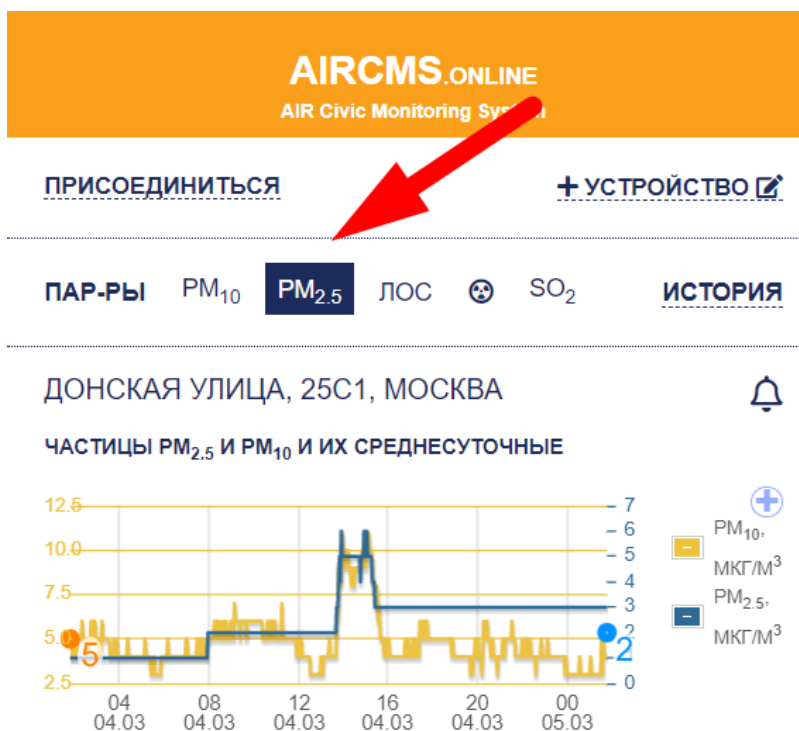 AIRCMS.ONLINE
AIR Civic Monitoring System
ПРИСОЕДИНИТЬСЯ + УСТРОЙСТВО
ПАР-РЫ PM10 PM2.5 ЛОС SO2 ИСТОРИЯ
ДОНСКАЯ УЛИЦА, 25С1, МОСКВА
ЧАСТИЦЫ PM2.5 И PM10 И ИХ СРЕДНЕСУТОЧНЫЕ
12.5
10.0
7.5
5.0
2.5
5
7
6
5
4
3
2
1
0
2
PM10,
МКГ/М3
PM2.5,
МКГ/М3
04 08 12 16 20 00
04.03 04.03 04.03 04.03 04.03 05.03